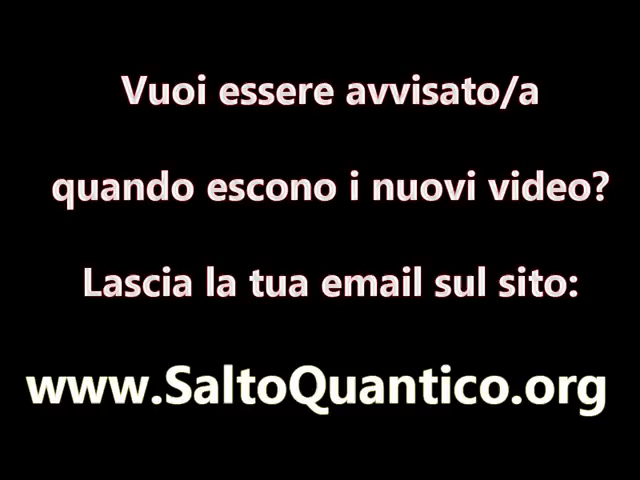 Vuoi essere avvisato/a
quando escono i nuovi video?
Lascia la tua email sul sito:
www.SaltoQuantico.org